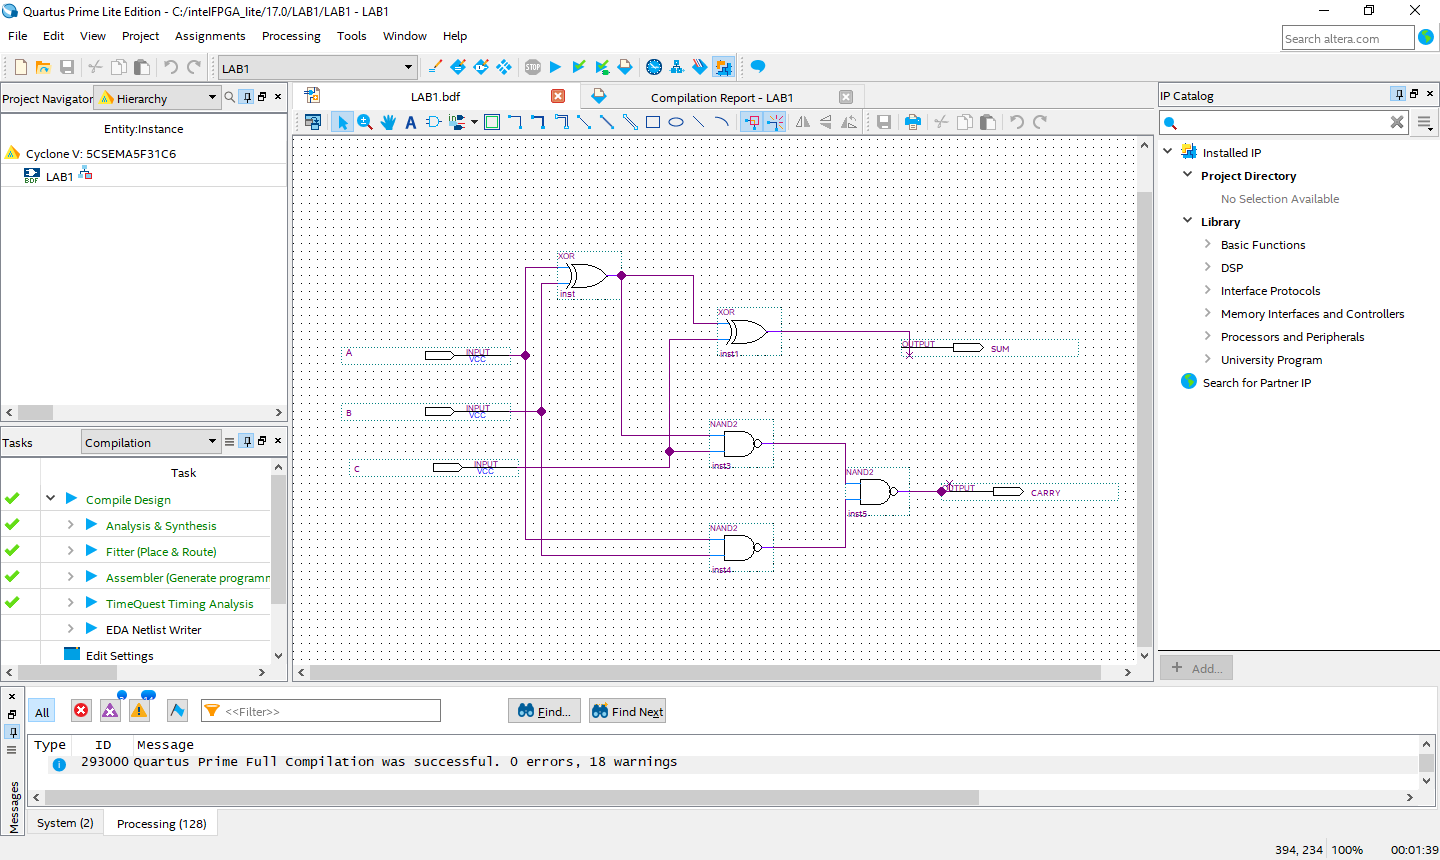 Quartus Prime Lite Edition - C:/intelFPGA_lite/17.0/LAB1/LAB1 - LAB1
File Edit View Project Assignments Processing Tools Window Help
Search altera.com
LAB1
Project Navigator Hierarchy
Entity:Instance
Cyclone V: 5CSEMA5F31C6
BDF LAB1
Tasks Compilation
Task
Compile Design
Analysis & Synthesis
Fitter (Place & Route)
Assembler (Generate programm
TimeQuest Timing Analysis
EDA Netlist Writer
Edit Settings
LAB1.bdf
Compilation Report - LAB1
XOR
inst
XOR
inst1
A INPUT
VCC
B INPUT
VCC
C INPUT
VCC
OUTPUT SUM
NAND2
inst3
NAND2
inst5
OUTPUT CARRY
NAND2
inst4
IP Catalog
Installed IP
Project Directory
No Selection Available
Library
Basic Functions
DSP
Interface Protocols
Memory Interfaces and Controllers
Processors and Peripherals
University Program
Search for Partner IP
+ Add...
Messages
All
<<Filter>>
Find...
Find Next
Type ID Message
293000 Quartus Prime Full Compilation was successful. 0 errors, 18 warnings
System (2) Processing (128)
394, 234 100% 00:01:39